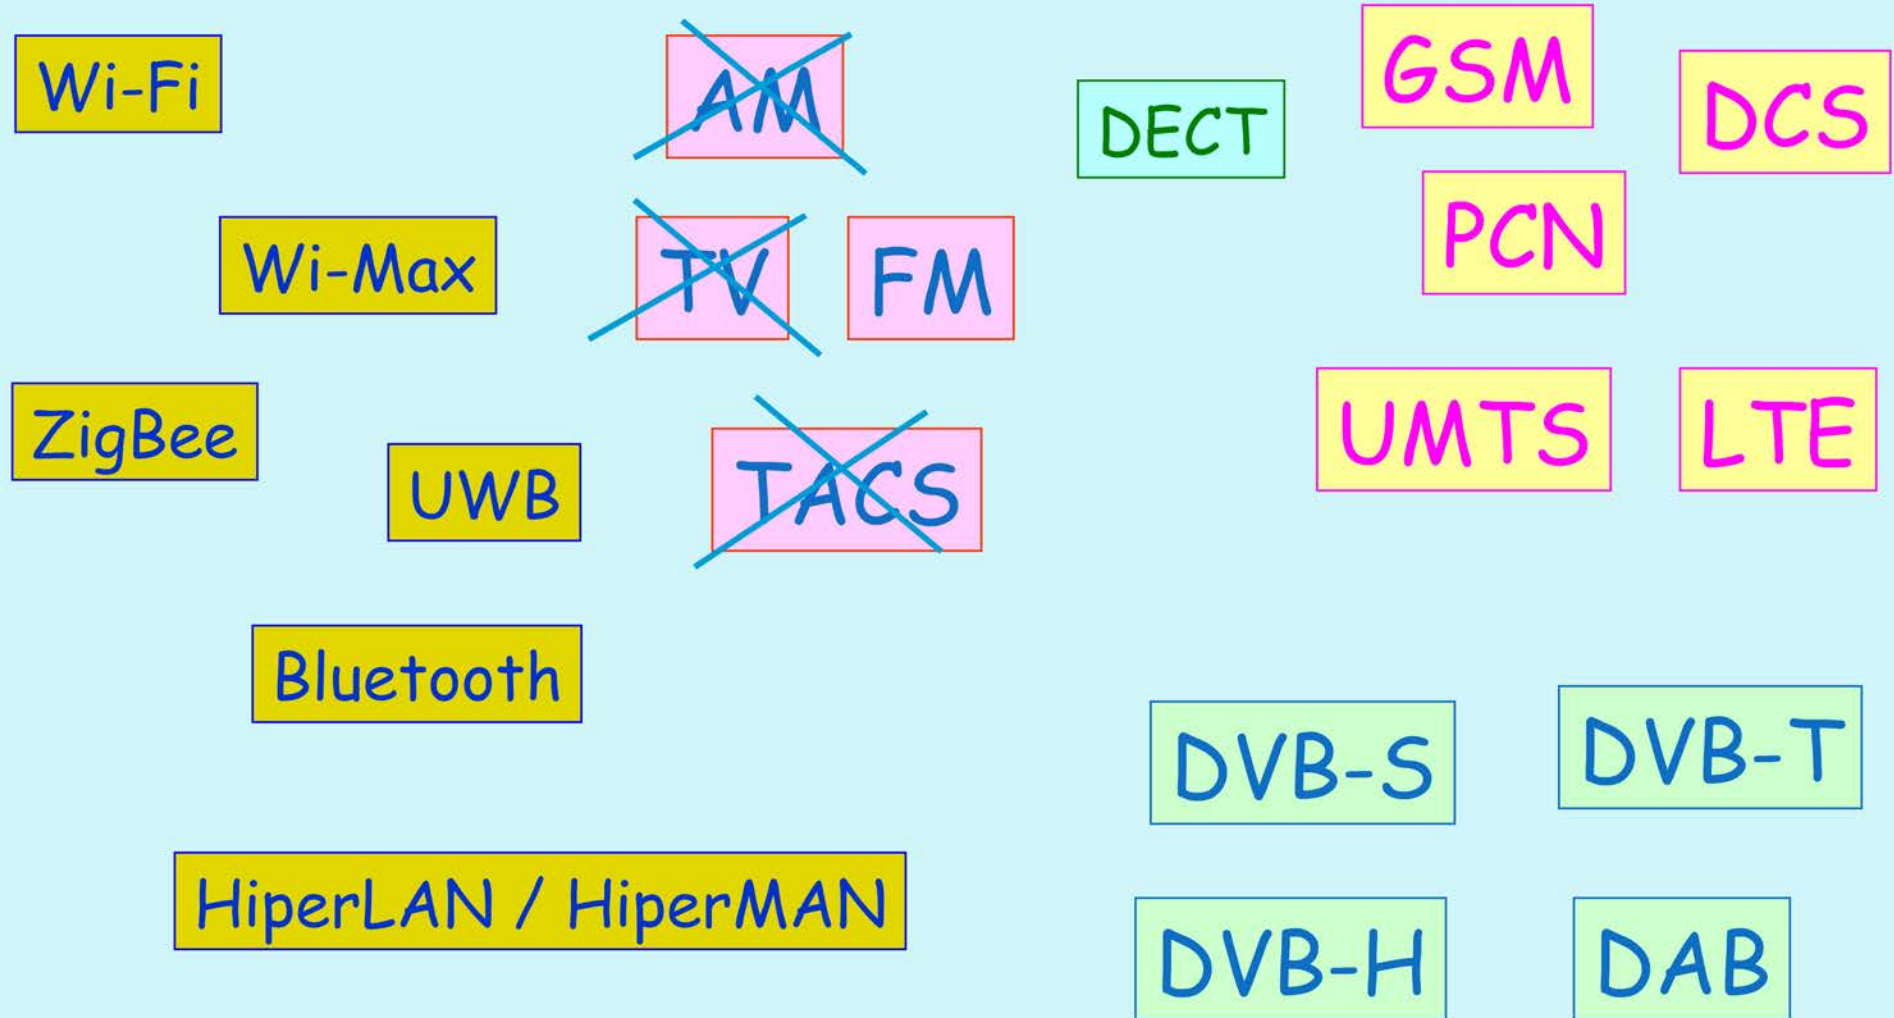 Wi-Fi
AM
DECT
GSM
DCS
PCN
Wi-Max
TV
FM
ZigBee
UWB
TACS
UMTS
LTE
Bluetooth
DVB-S
DVB-T
HiperLAN / HiperMAN
DVB-H
DAB